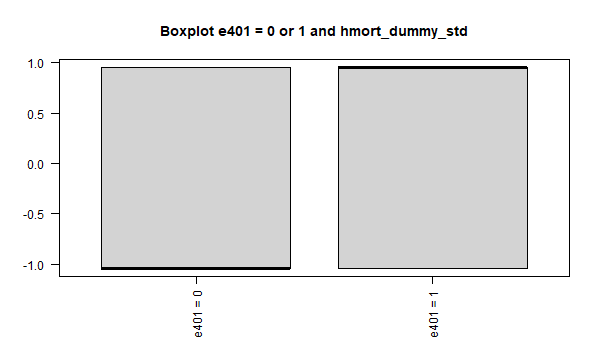 Boxplot e401 = 0 or 1 and hmort_dummy_std
1.0
0.5
0.0
-0.5
-1.0
e401 = 0
e401 = 1